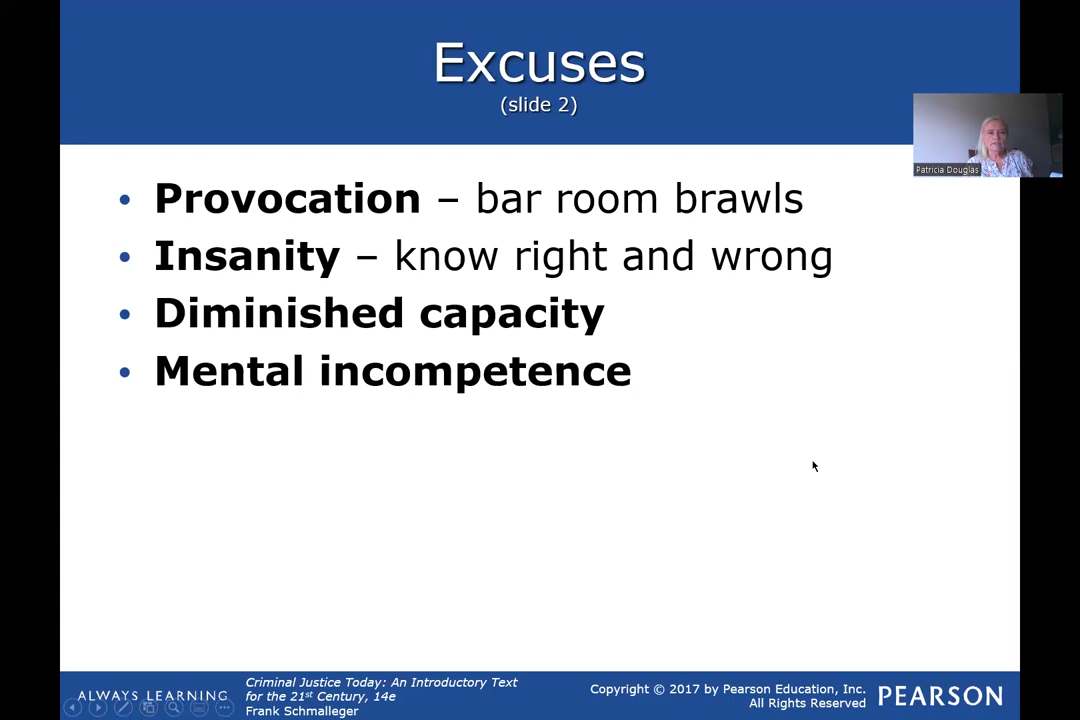 Excuses
(slide 2)
Patricia Douglas
• Provocation – bar room brawls
• Insanity – know right and wrong
• Diminished capacity
• Mental incompetence
ALWAYS LEARNING
Criminal Justice Today: An Introductory Text
for the 21st Century, 14e
Frank Schmalleger
Copyright © 2017 by Pearson Education, Inc.
All Rights Reserved
PEARSON